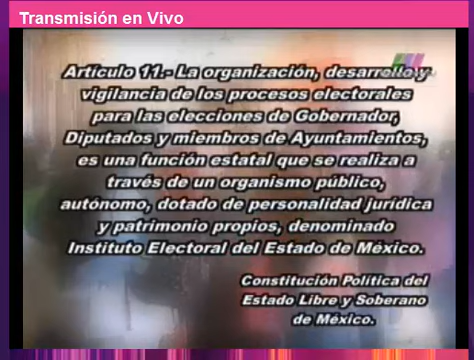 Transmisión en Vivo
Artículo 11.- La organización, desarrollo y
vigilancia de los procesos electorales
para las elecciones de Gobernador,
Diputados y miembros de Ayuntamientos,
es una función estatal que se realiza a
través de un organismo público,
autónomo, dotado de personalidad jurídica
y patrimonio propios, denominado
Instituto Electoral del Estado de México.
Constitución Política del
Estado Libre y Soberano
de México.